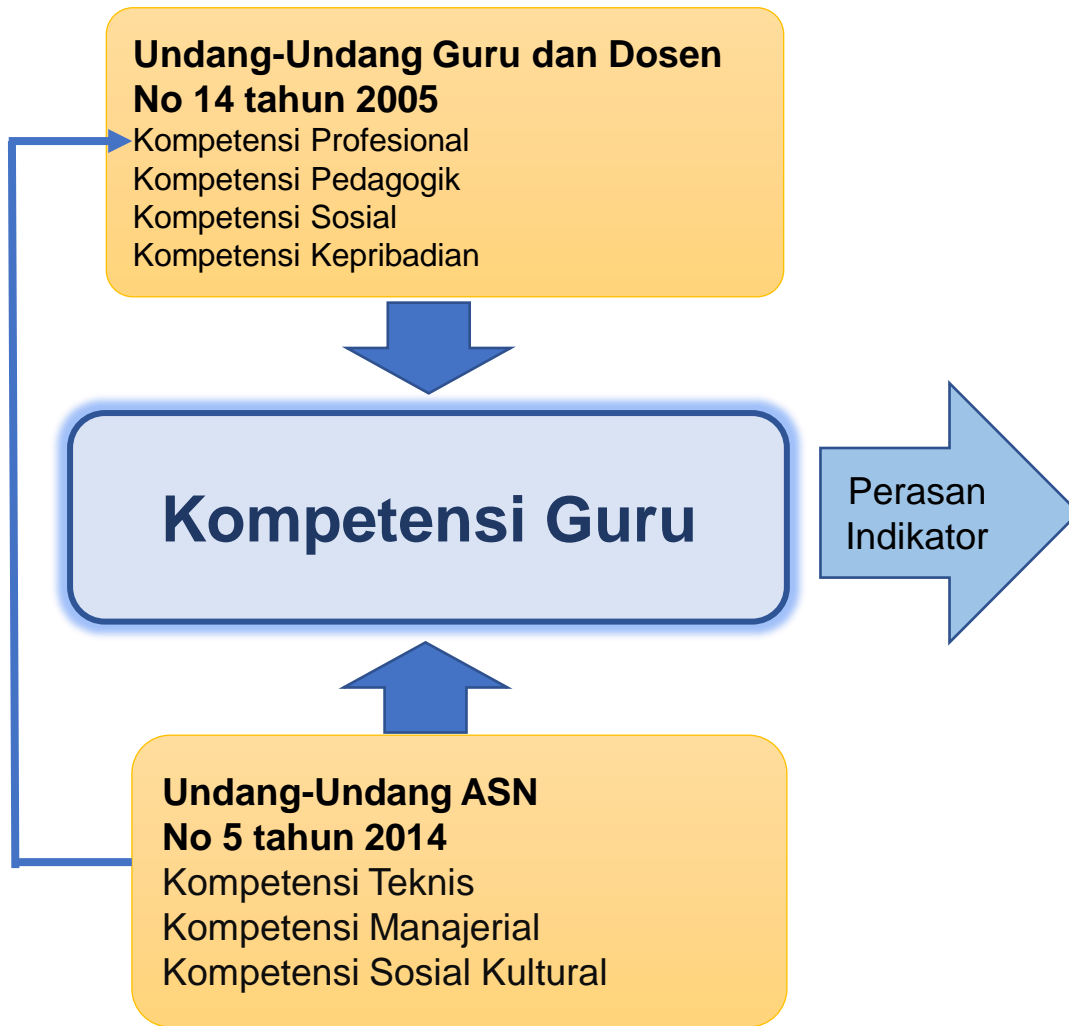 Undang-Undang Guru dan Dosen
No 14 tahun 2005
Kompetensi Profesional
Kompetensi Pedagogik
Kompetensi Sosial
Kompetensi Kepribadian
Kompetensi Guru
Perasan
Indikator
Undang-Undang ASN
No 5 tahun 2014
Kompetensi Teknis
Kompetensi Manajerial
Kompetensi Sosial Kultural